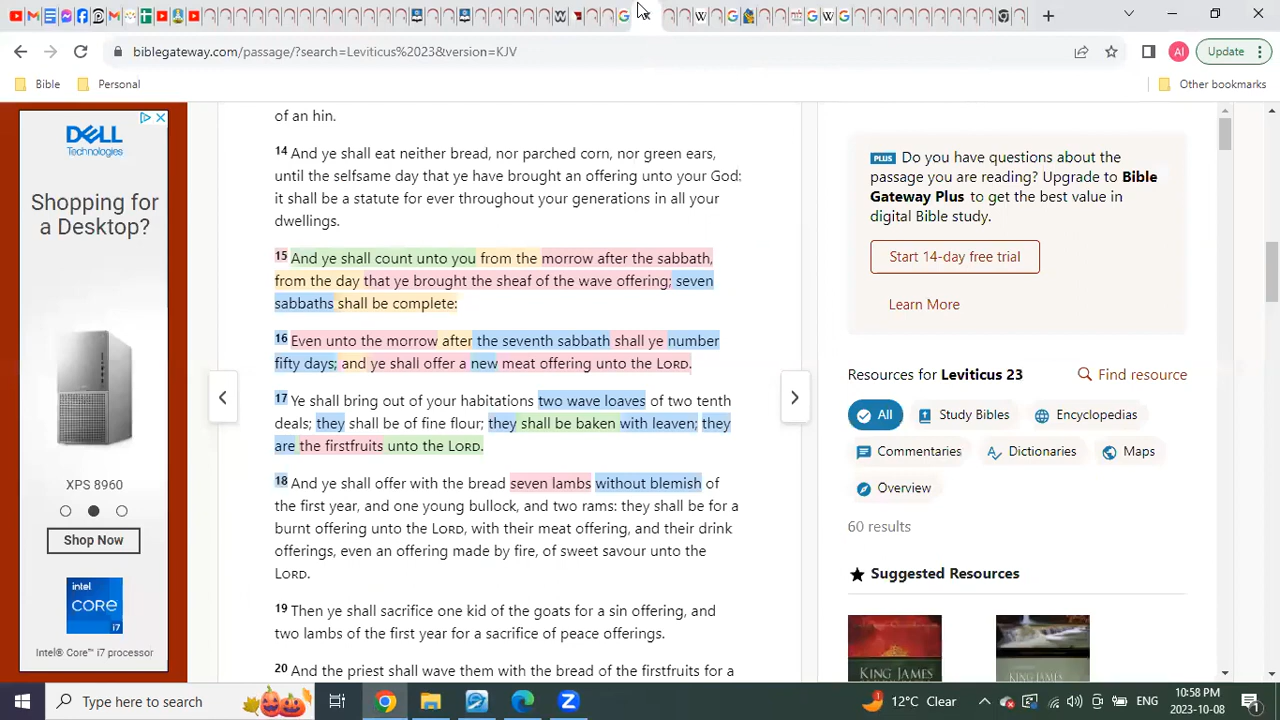 biblegateway.com/passage/?search=Leviticus%2023&version=KJV
Update
Bible
Personal
Other bookmarks
DELL
Technologies
Shopping for
a Desktop?
XPS 8960
Shop Now
intel
CORE
i7
Intel® Core™ i7 processor
of an hin.
14 And ye shall eat neither bread, nor parched corn, nor green ears,
until the selfsame day that ye have brought an offering unto your God:
it shall be a statute for ever throughout your generations in all your
dwellings.
15 And ye shall count unto you from the morrow after the sabbath,
from the day that ye brought the sheaf of the wave offering; seven
sabbaths shall be complete:
16 Even unto the morrow after the seventh sabbath shall ye number
fifty days; and ye shall offer a new meat offering unto the LORD.
17 Ye shall bring out of your habitations two wave loaves of two tenth
deals; they shall be of fine flour; they shall be baken with leaven; they
are the firstfruits unto the LORD.
18 And ye shall offer with the bread seven lambs without blemish of
the first year, and one young bullock, and two rams: they shall be for a
burnt offering unto the LORD, with their meat offering, and their drink
offerings, even an offering made by fire, of sweet savour unto the
LORD.
19 Then ye shall sacrifice one kid of the goats for a sin offering, and
two lambs of the first year for a sacrifice of peace offerings.
20 And the priest shall wave them with the bread of the firstfruits for a
PLUS Do you have questions about the
passage you are reading? Upgrade to Bible
Gateway Plus to get the best value in
digital Bible study.
Start 14-day free trial
Learn More
Resources for Leviticus 23
Find resource
All
Study Bibles
Encyclopedias
Commentaries
Dictionaries
Maps
Overview
60 results
Suggested Resources
KING JAMES
Type here to search
12°C Clear
ENG
10:58 PM
2023-10-08